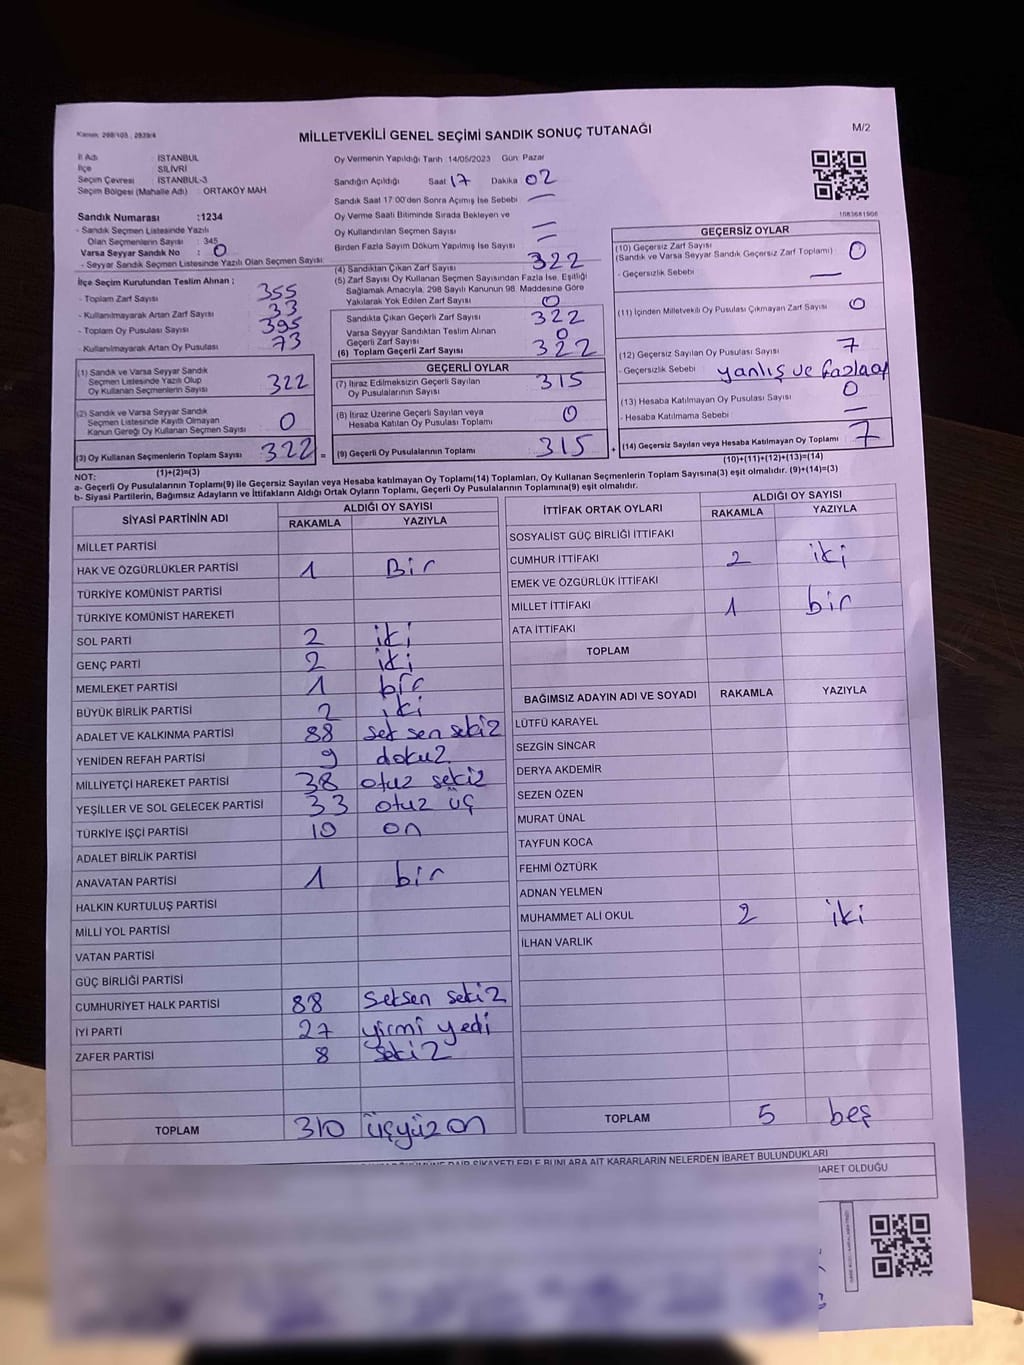 Kanun: 298/105 , 2839/4
MİLLETVEKİLİ GENEL SEÇİMİ SANDIK SONUÇ TUTANAĞI
M/2
İl Adı : İSTANBUL
İlçe : SİLİVRİ
Seçim Çevresi : İSTANBUL-3
Seçim Bölgesi (Mahalle Adı) : ORTAKÖY MAH
Sandık Numarası :1234
- Sandık Seçmen Listesinde Yazılı
Olan Seçmenlerin Sayısı : 345
Varsa Seyyar Sandık No : 0
- Seyyar Sandık Seçmen Listesinde Yazılı Olan Seçmen Sayısı
Oy Vermenin Yapıldığı Tarih 14/05/2023 Gün: Pazar
Sandığın Açıldığı Saat 17 Dakika 02
Sandık Saat 17:00'den Sonra Açımış İse Sebebi —
Oy Verme Saati Bitiminde Sırada Bekleyen ve
Oy Kullandırılan Seçmen Sayısı —
Birden Fazla Sayım Döküm Yapılmış İse Sayısı —
1083681906
İlçe Seçim Kurulundan Teslim Alınan ;
- Toplam Zarf Sayısı 355
- Kullanılmayarak Artan Zarf Sayısı 33
- Toplam Oy Pusulası Sayısı 395
- Kullanılmayarak Artan Oy Pusulası 73
(1) Sandık ve Varsa Seyyar Sandık
Seçmen Listesinde Yazılı Olup
Oy Kullanan Seçmenlerin Sayısı 322
(2) Sandık ve Varsa Seyyar Sandık
Seçmen Listesinde Kayıtlı Olmayan
Kanun Gereği Oy Kullanan Seçmen Sayısı 0
(3) Oy Kullanan Seçmenlerin Toplam Sayısı 322 =
(1)+(2)=(3)
(4) Sandıktan Çıkan Zarf Sayısı 322
(5) Zarf Sayısı Oy Kullanan Seçmen Sayısından Fazla İse, Eşitliği
Sağlamak Amacıyla, 298 Sayılı Kanunun 98. Maddesine Göre
Yakılarak Yok Edilen Zarf Sayısı 0
Sandıkta Çıkan Geçerli Zarf Sayısı 322
Varsa Seyyar Sandıktan Teslim Alınan
Geçerli Zarf Sayısı 0
(6) Toplam Geçerli Zarf Sayısı 322
GEÇERLİ OYLAR
(7) İtiraz Edilmeksizin Geçerli Sayılan
Oy Pusulalarının Sayısı 315
(8) İtiraz Üzerine Geçerli Sayılan veya
Hesaba Katılan Oy Pusulası Toplamı 0
(9) Geçerli Oy Pusulalarının Toplamı 315 +
GEÇERSİZ OYLAR
(10) Geçersiz Zarf Sayısı
(Sandık ve Varsa Seyyar Sandık Geçersiz Zarf Toplamı) 0
- Geçersizlik Sebebi —
(11) İçinden Milletvekili Oy Pusulası Çıkmayan Zarf Sayısı 0
(12) Geçersiz Sayılan Oy Pusulası Sayısı 7
- Geçersizlik Sebebi yanlış ve fazla
(13) Hesaba Katılmayan Oy Pusulası Sayısı 0
- Hesaba Katılmama Sebebi —
(14) Geçersiz Sayılan veya Hesaba Katılmayan Oy Toplamı 7
(10)+(11)+(12)+(13)=(14)
NOT:
a- Geçerli Oy Pusulalarının Toplamı(9) ile Geçersiz Sayılan veya Hesaba katılmayan Oy Toplamı(14) Toplamları, Oy Kullanan Seçmenlerin Toplam Sayısına(3) eşit olmalıdır. (9)+(14)=(3)
b- Siyasi Partilerin, Bağımsız Adayların ve İttifakların Aldığı Ortak Oyların Toplamı, Geçerli Oy Pusulalarının Toplamına(9) eşit olmalıdır.
SİYASİ PARTİNİN ADI ALDIĞI OY SAYISI
RAKAMLA YAZIYLA
MİLLET PARTİSİ
HAK VE ÖZGÜRLÜKLER PARTİSİ 1 Bir
TÜRKİYE KOMÜNİST PARTİSİ
TÜRKİYE KOMÜNİST HAREKETİ
SOL PARTİ 2 iki
GENÇ PARTİ 2 iki
MEMLEKET PARTİSİ 1 bir
BÜYÜK BİRLİK PARTİSİ 2 iki
ADALET VE KALKINMA PARTİSİ 88 sek sen sekiz
YENİDEN REFAH PARTİSİ 9 dokuz
MİLLİYETÇİ HAREKET PARTİSİ 38 otuz sekiz
YEŞİLLER VE SOL GELECEK PARTİSİ 33 otuz üç
TÜRKİYE İŞÇİ PARTİSİ 10 on
ADALET BİRLİK PARTİSİ
ANAVATAN PARTİSİ 1 bir
HALKIN KURTULUŞ PARTİSİ
MİLLİ YOL PARTİSİ
VATAN PARTİSİ
GÜÇ BİRLİĞİ PARTİSİ
CUMHURİYET HALK PARTİSİ 88 seksen sekiz
İYİ PARTİ 27 yirmi yedi
ZAFER PARTİSİ 8 sekiz
TOPLAM 310 üçyüz on
İTTİFAK ORTAK OYLARI ALDIĞI OY SAYISI
RAKAMLA YAZIYLA
SOSYALİST GÜÇ BİRLİĞİ İTTİFAKI
CUMHUR İTTİFAKI 2 iki
EMEK VE ÖZGÜRLÜK İTTİFAKI
MİLLET İTTİFAKI 1 bir
ATA İTTİFAKI
TOPLAM
BAĞIMSIZ ADAYIN ADI VE SOYADI RAKAMLA YAZIYLA
LÜTFÜ KARAYEL
SEZGİN SİNCAR
DERYA AKDEMİR
SEZEN ÖZEN
MURAT ÜNAL
TAYFUN KOCA
FEHMİ ÖZTÜRK
ADNAN YELMEN
MUHAMMET ALİ OKUL 2 iki
İLHAN VARLIK
TOPLAM 5 beş
DAİR ŞİKAYETLERLE BUNLARA AİT KARARLARIN NELERDEN İBARET BULUNDUKLARI
OLDUĞU